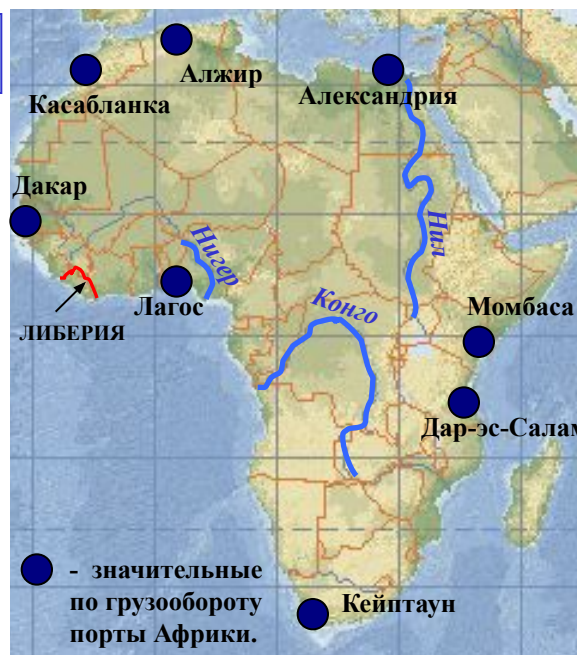 Алжир
Касабланка
Александрия
Дакар
Нигер
Нил
Лагос
ЛИБЕРИЯ
Конго
Момбаса
Дар-эс-Салам
- значительные
по грузообороту
порты Африки.
Кейптаун